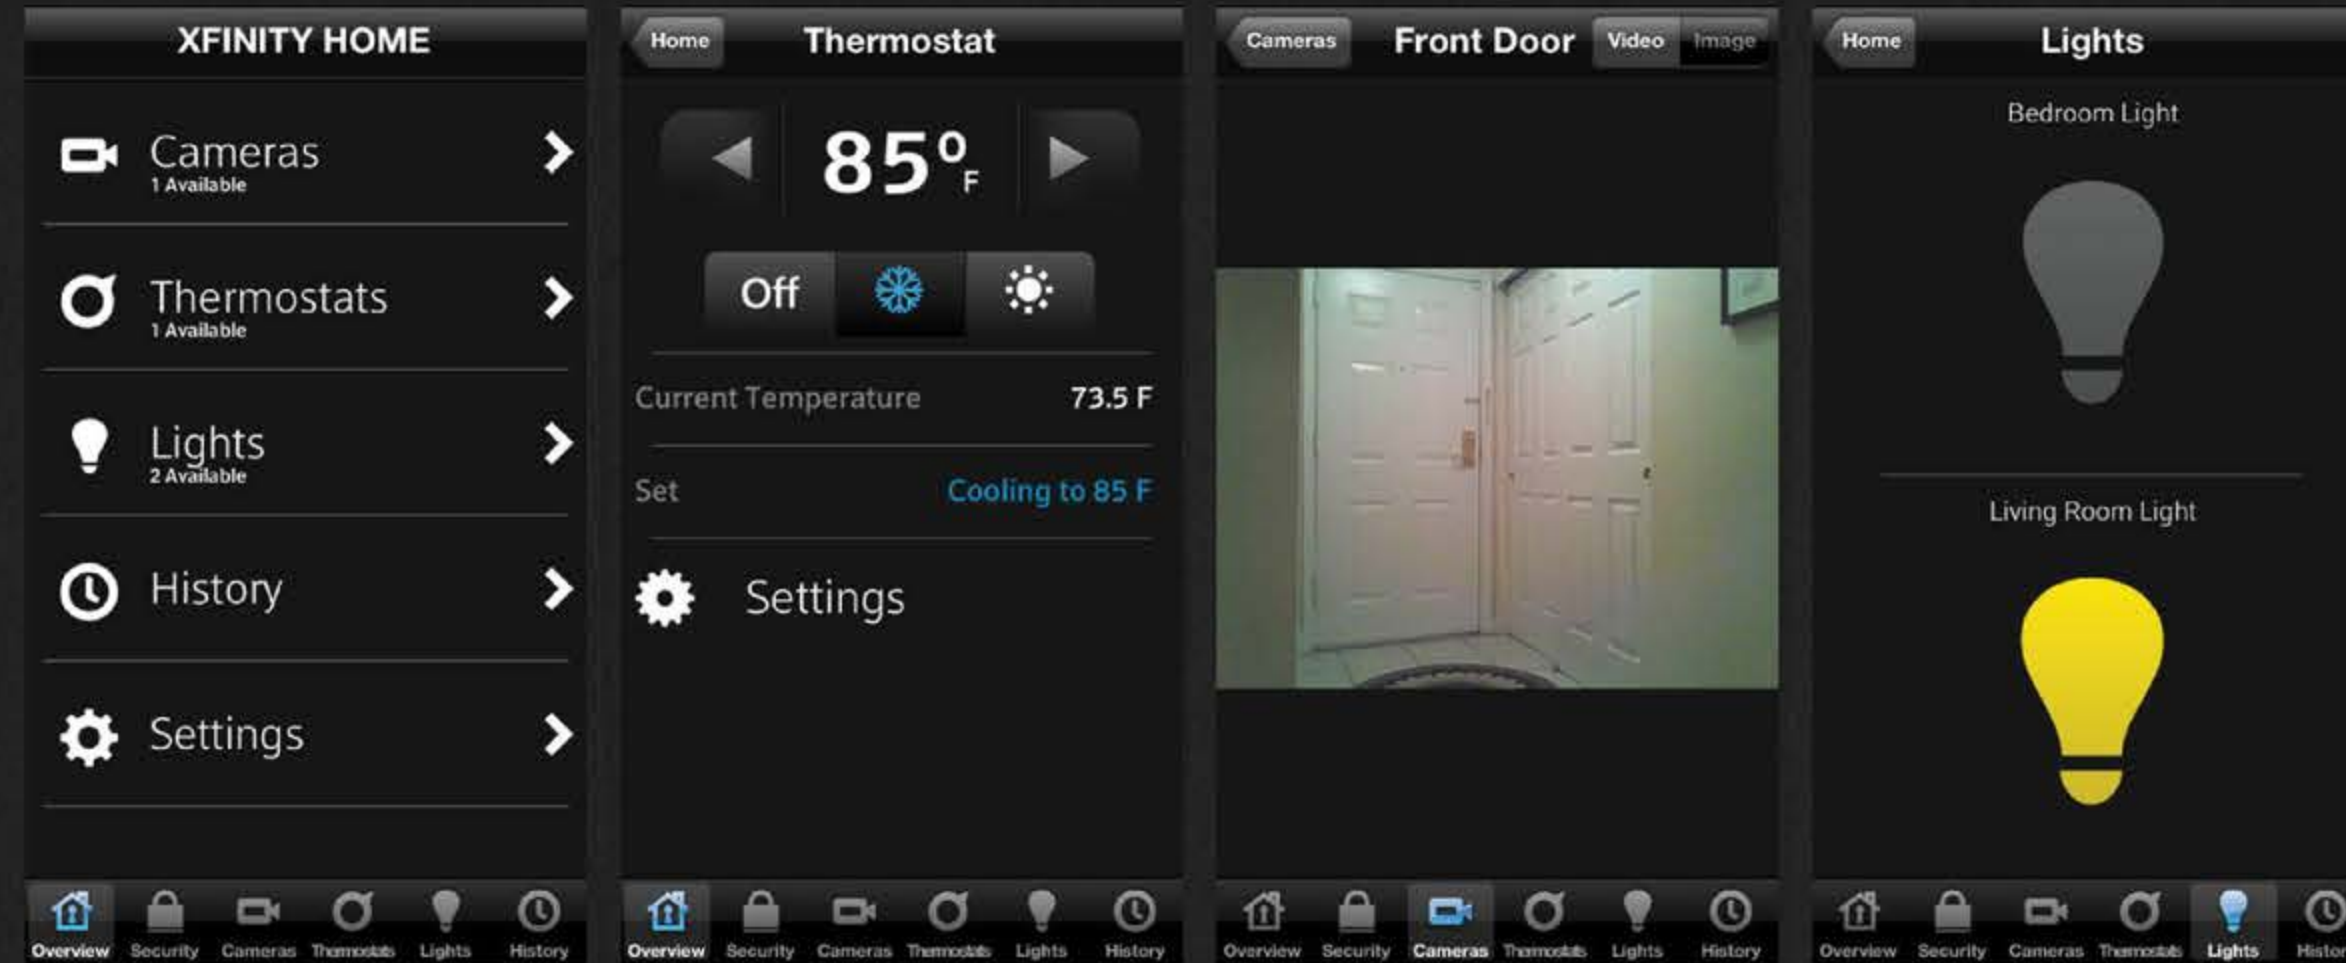 XFINITY HOME
Cameras
1 Available
Thermostats
1 Available
Lights
2 Available
History
Settings
Overview
Security
Cameras
Thermostats
Lights
History
Home
Thermostat
85°F
Off
Current Temperature 73.5 F
Set Cooling to 85 F
Settings
Overview
Security
Cameras
Thermostats
Lights
History
Cameras
Front Door
Video
Image
Overview
Security
Cameras
Thermostats
Lights
History
Home
Lights
Bedroom Light
Living Room Light
Overview
Security
Cameras
Thermostats
Lights
Histo